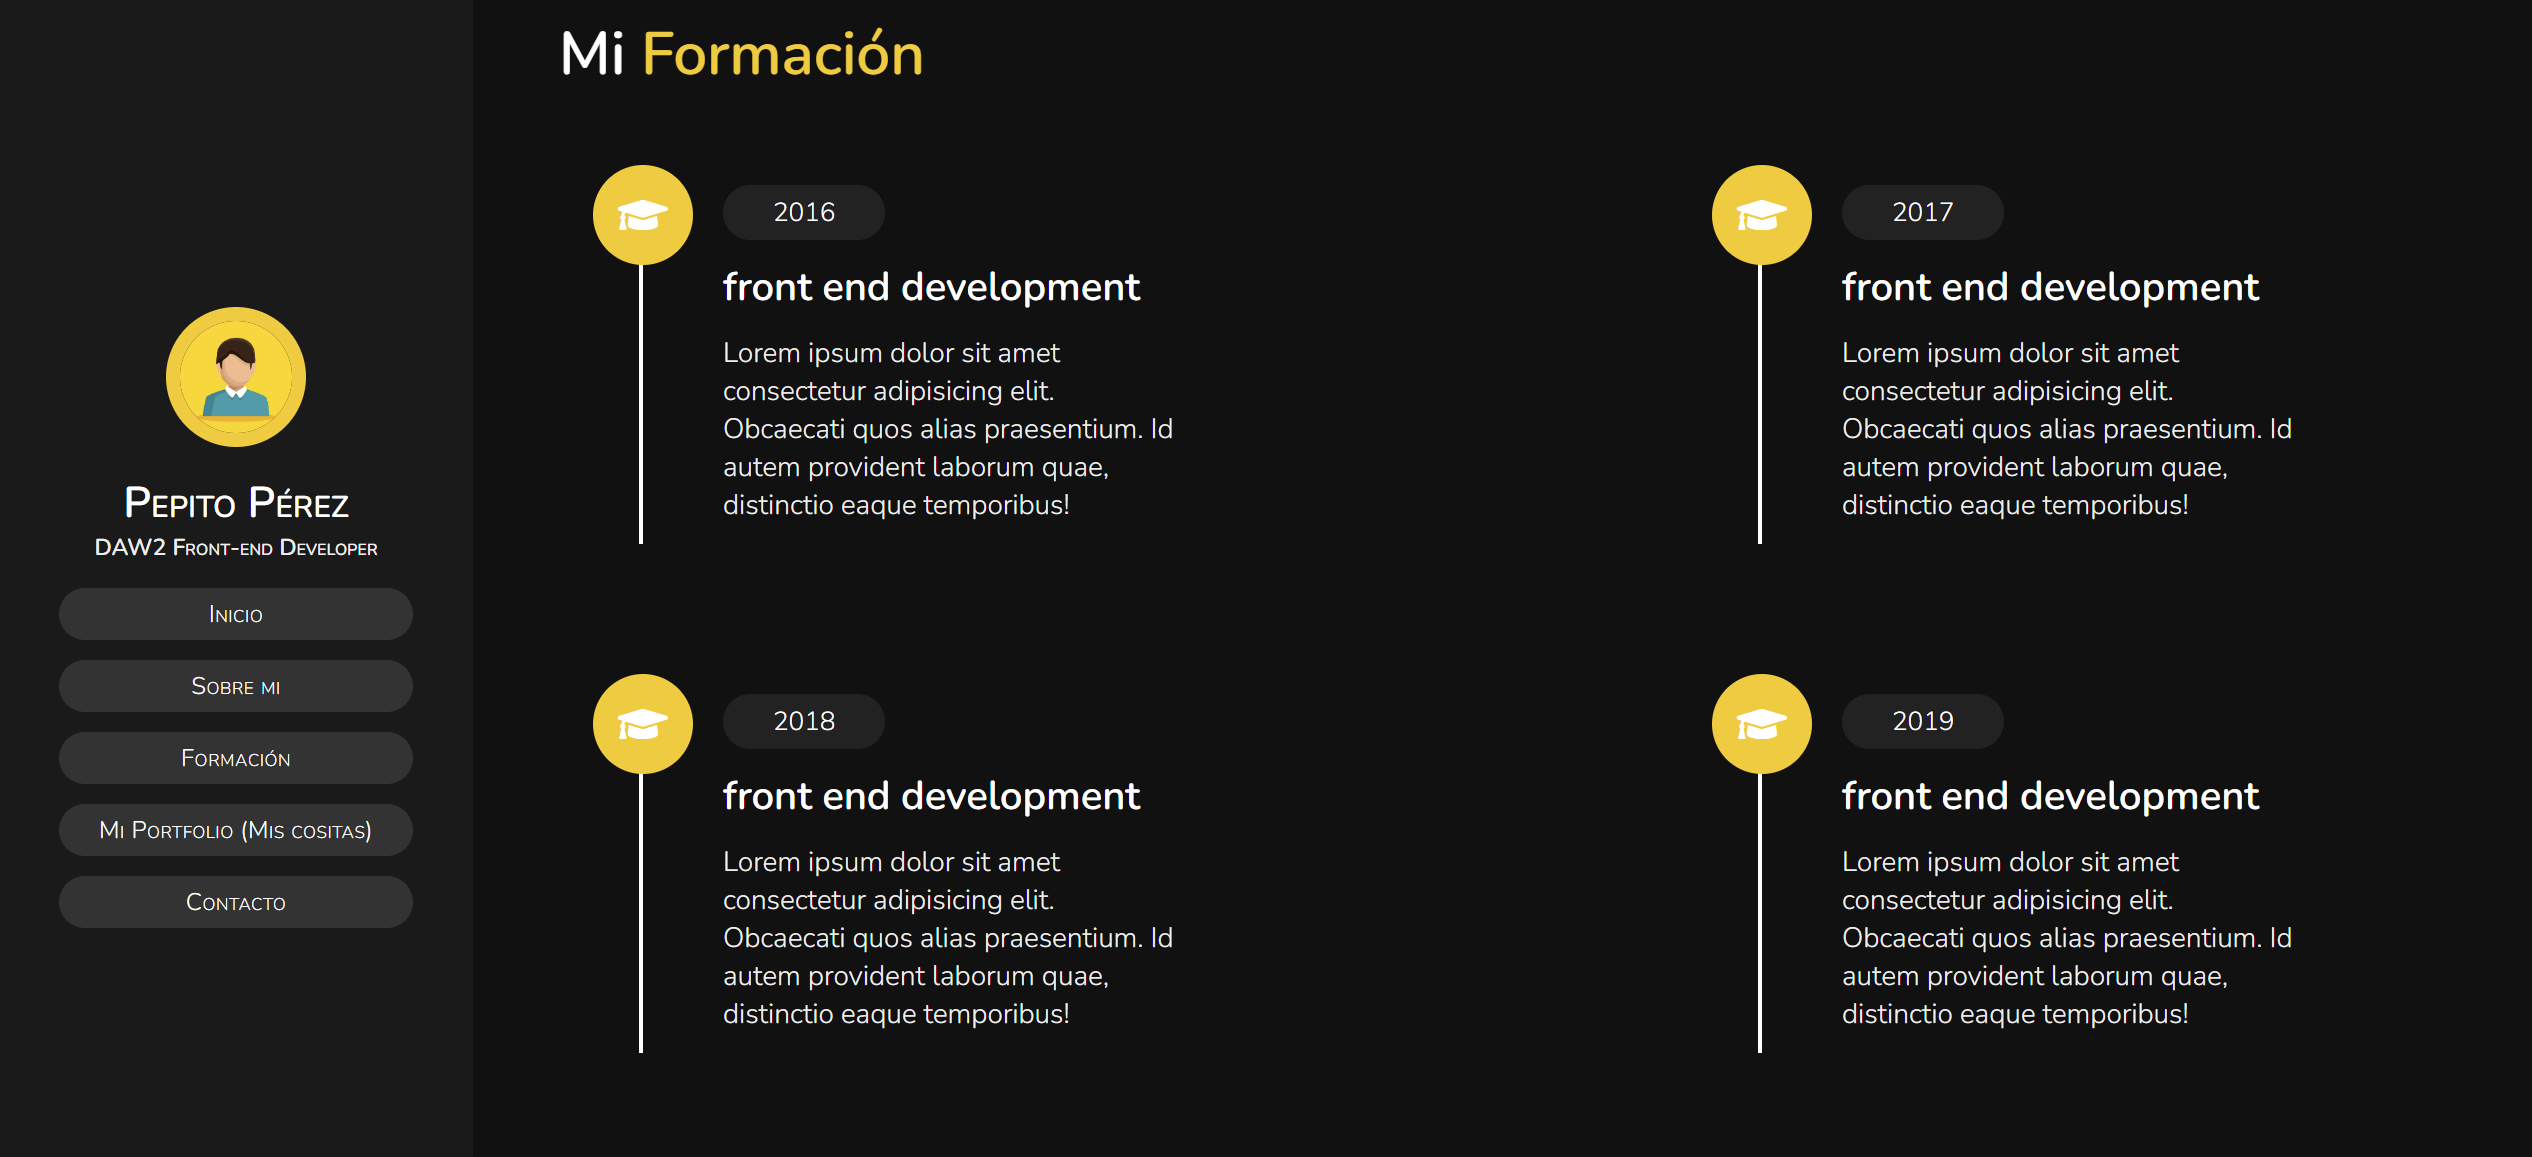 Pepito Pérez
DAW2 Front-end Developer
Inicio
Sobre mi
Formación
Mi Portfolio (Mis cositas)
Contacto
Mi Formación
2016
front end development
Lorem ipsum dolor sit amet
consectetur adipisicing elit.
Obcaecati quos alias praesentium. Id
autem provident laborum quae,
distinctio eaque temporibus!
2017
front end development
Lorem ipsum dolor sit amet
consectetur adipisicing elit.
Obcaecati quos alias praesentium. Id
autem provident laborum quae,
distinctio eaque temporibus!
2018
front end development
Lorem ipsum dolor sit amet
consectetur adipisicing elit.
Obcaecati quos alias praesentium. Id
autem provident laborum quae,
distinctio eaque temporibus!
2019
front end development
Lorem ipsum dolor sit amet
consectetur adipisicing elit.
Obcaecati quos alias praesentium. Id
autem provident laborum quae,
distinctio eaque temporibus!